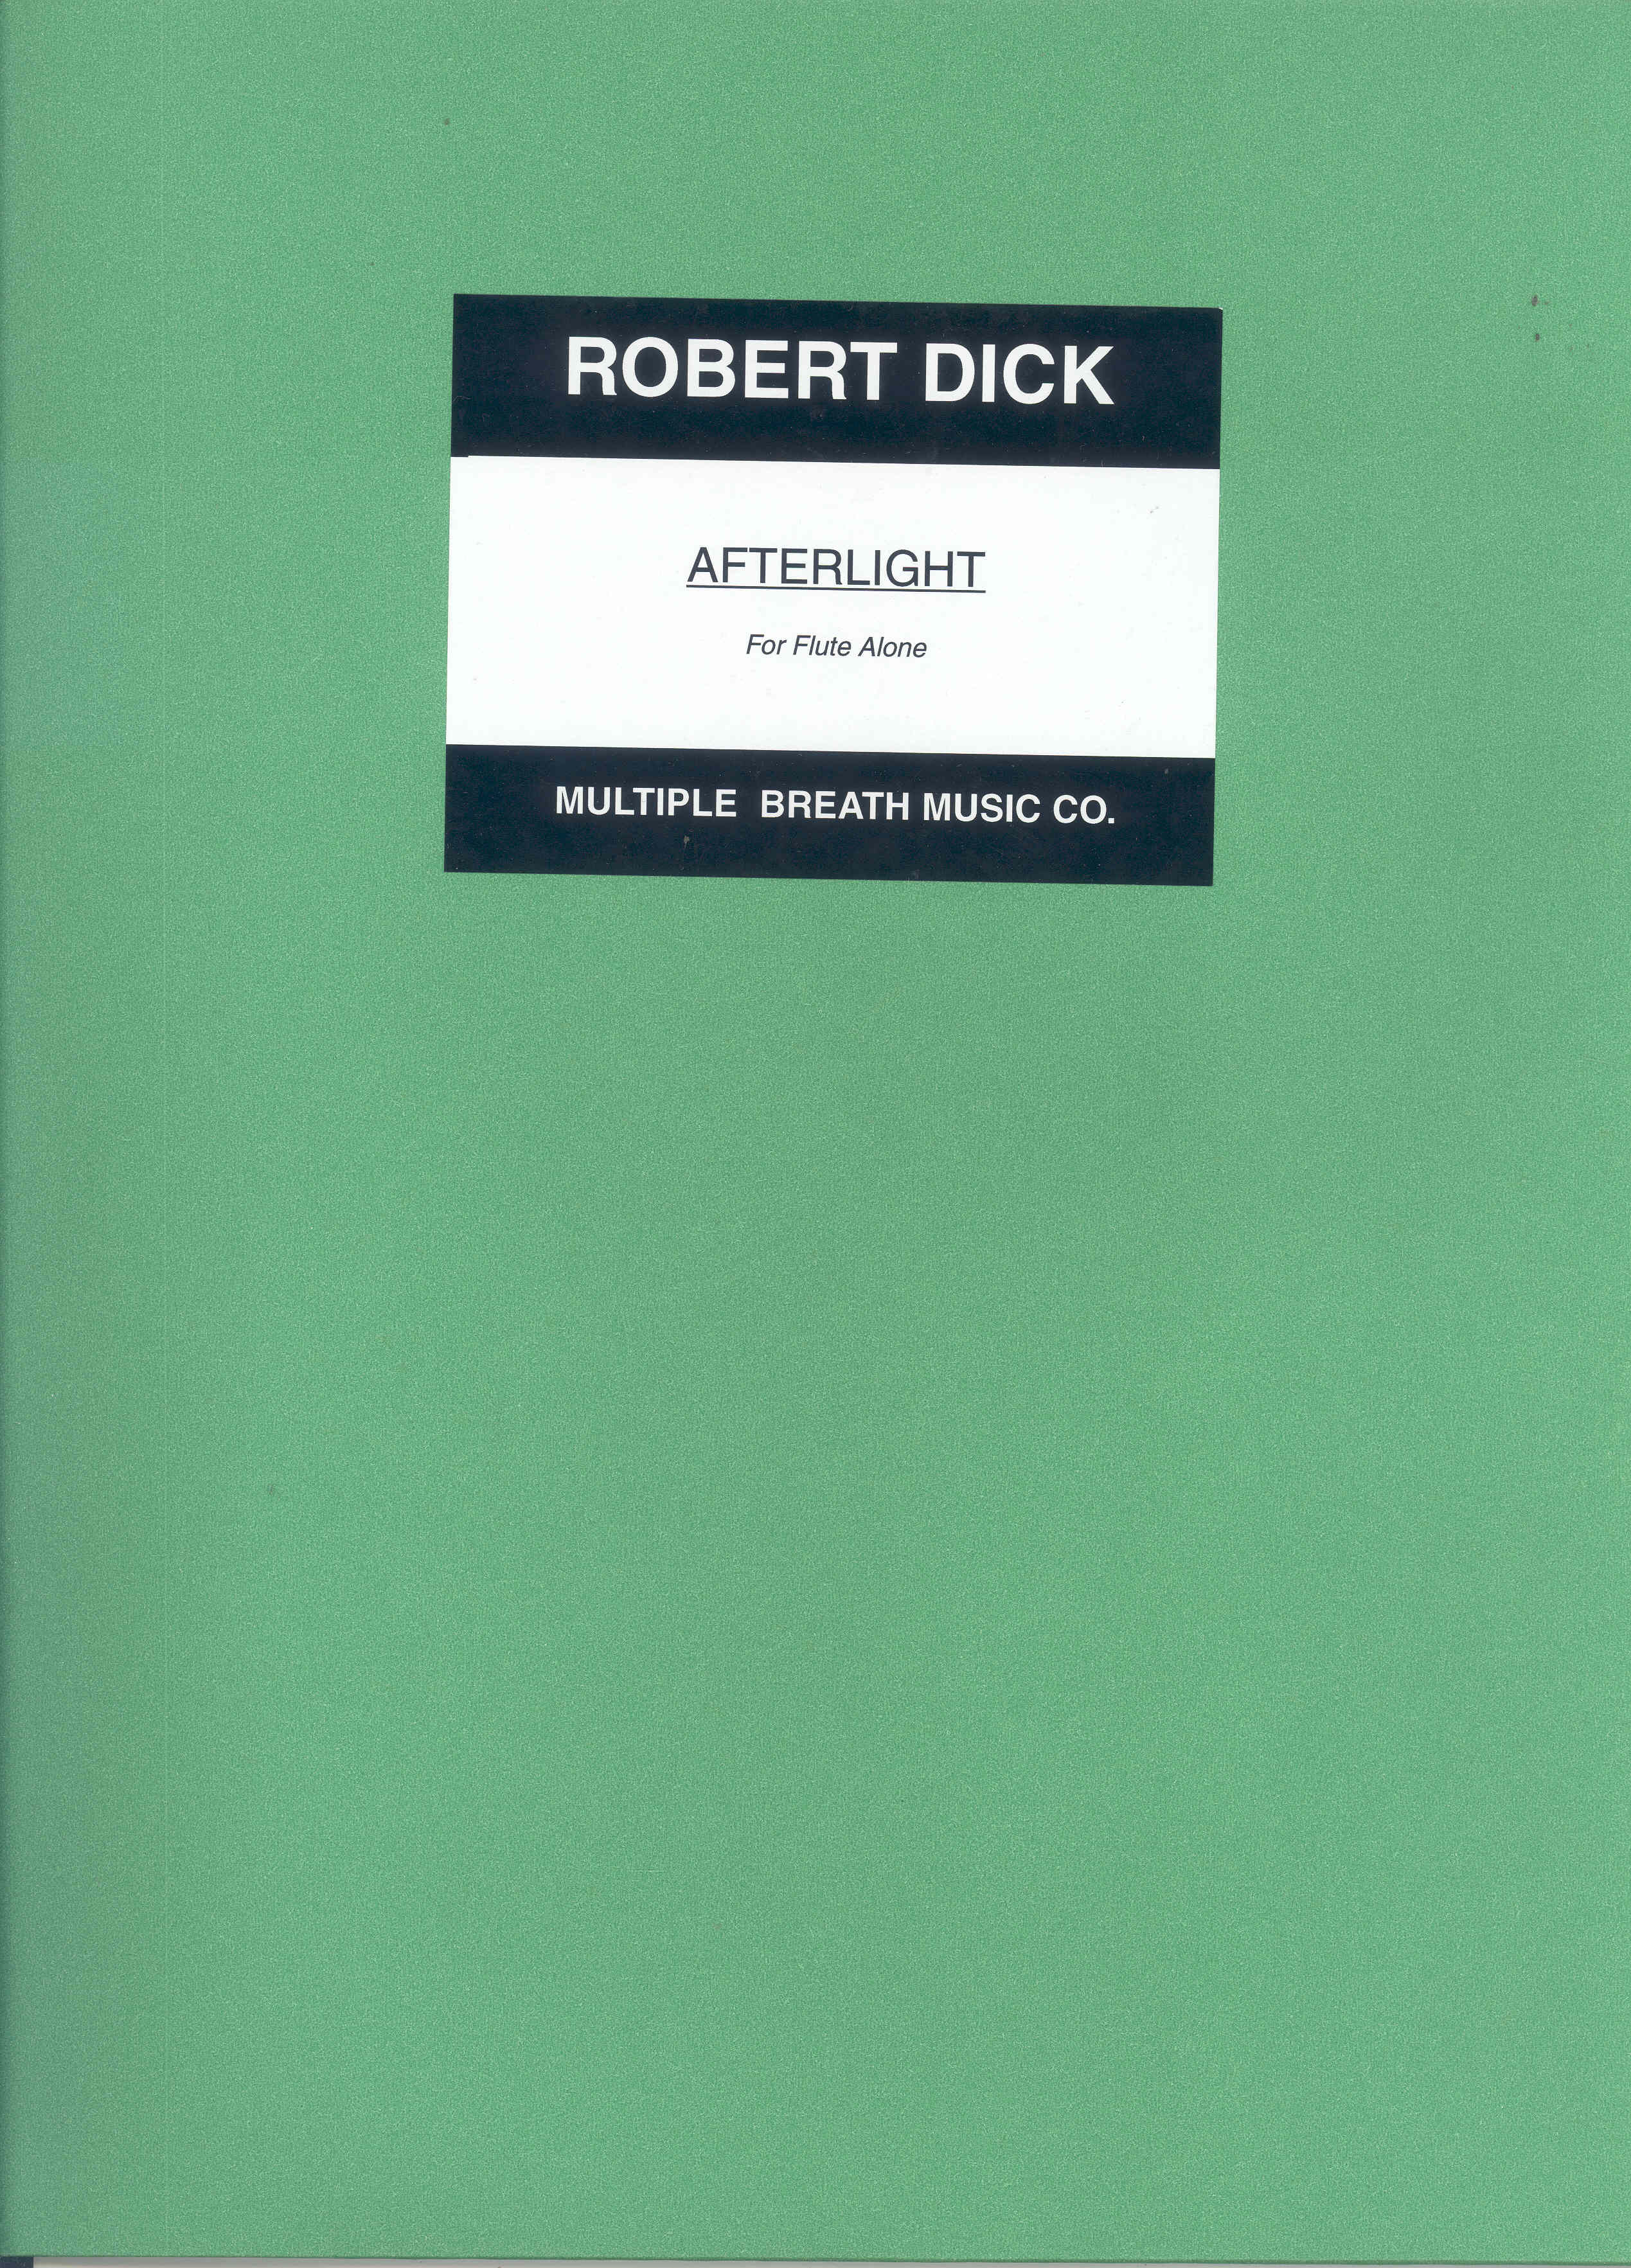 ROBERT DICK
AFTERLIGHT
For Flute Alone
MULTIPLE BREATH MUSIC CO.